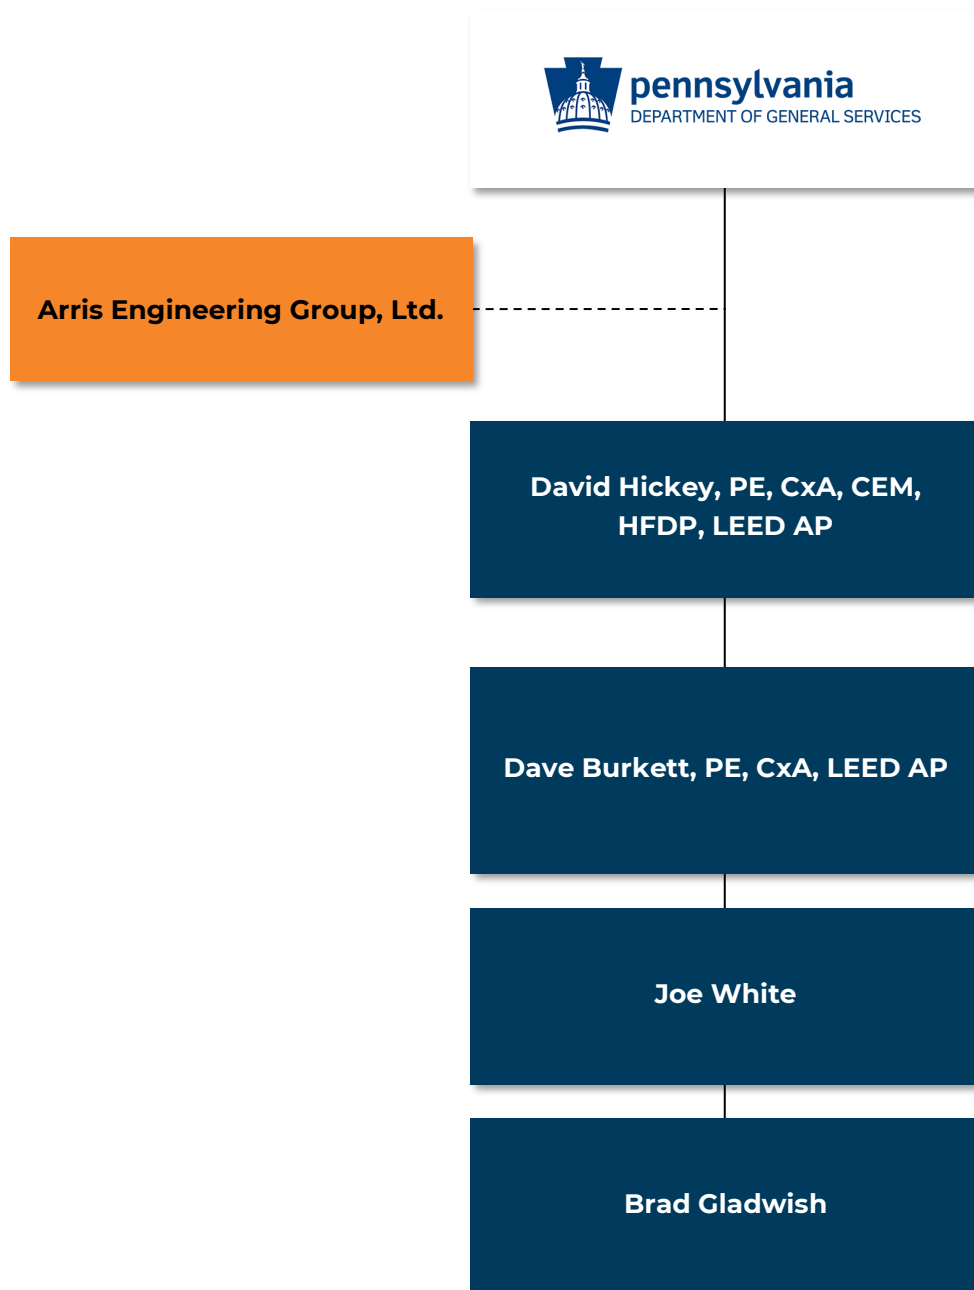 pennsylvania
DEPARTMENT OF GENERAL SERVICES
Arris Engineering Group, Ltd.
David Hickey, PE, CxA, CEM,
HFDP, LEED AP
Dave Burkett, PE, CxA, LEED AP
Joe White
Brad Gladwish